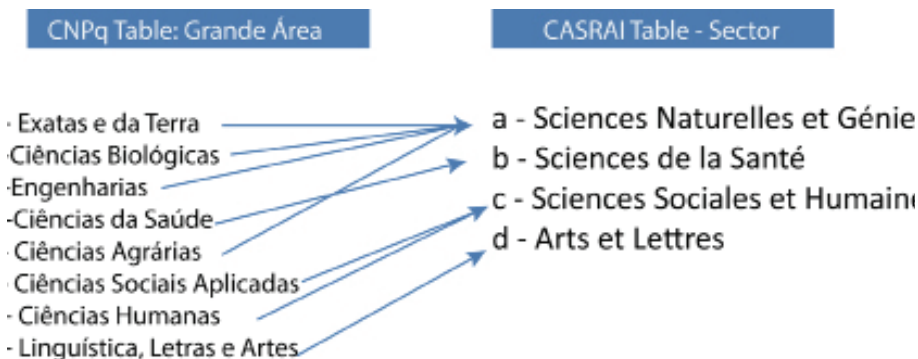 CNPq Table: Grande Área
CASRAI Table - Sector
- Exatas e da Terra
-Ciências Biológicas
-Engenharias
-Ciências da Saúde
- Ciências Agrárias
- Ciências Sociais Aplicadas
- Ciências Humanas
- Linguística, Letras e Artes
a - Sciences Naturelles et Génie
b - Sciences de la Santé
c - Sciences Sociales et Humaine
d - Arts et Lettres